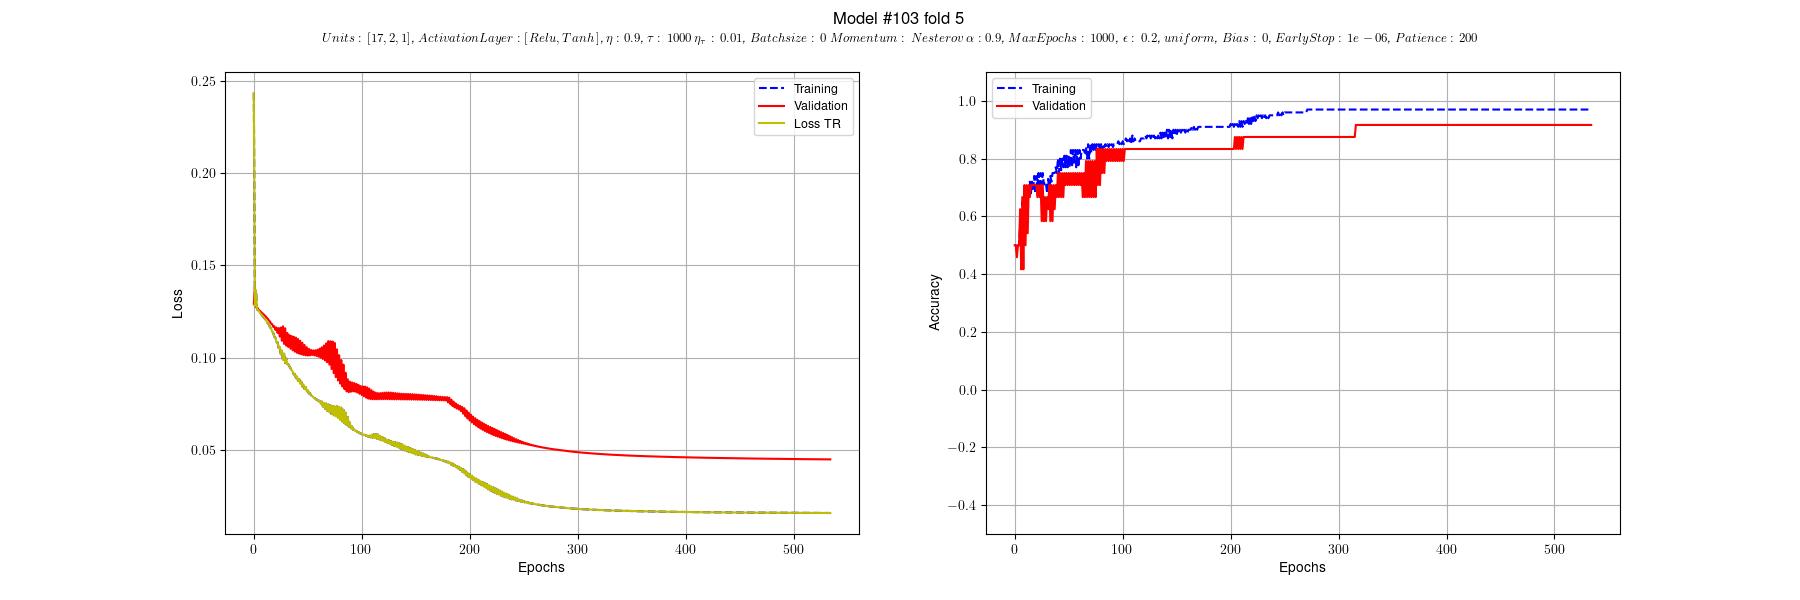 Model #103 fold 5
Units : [17, 2, 1], ActivationLayer : [Relu, Tanh], η : 0.9, τ : 1000 ητ : 0.01, Batchsize : 0 Momentum : Nesterov α : 0.9, MaxEpochs : 1000, ϵ : 0.2, uniform, Bias : 0, EarlyStop : 1e − 06, Patience : 200
Loss
0.25
0.20
0.15
0.10
0.05
Training
Validation
Loss TR
0 100 200 300 400 500
Epochs
Accuracy
1.0
0.8
0.6
0.4
0.2
0.0
−0.2
−0.4
Training
Validation
0 100 200 300 400 500
Epochs